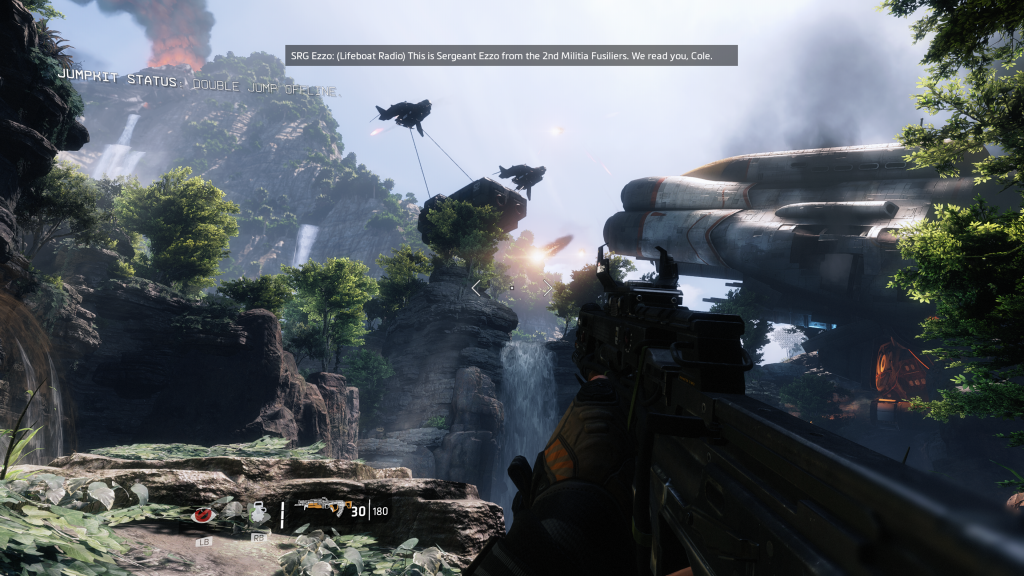 SRG Ezzo: (Lifeboat Radio) This is Sergeant Ezzo from the 2nd Militia Fusiliers. We read you, Cole.
JUMPKIT STATUS: DOUBLE JUMP OFFLINE.
30 180
LB RB